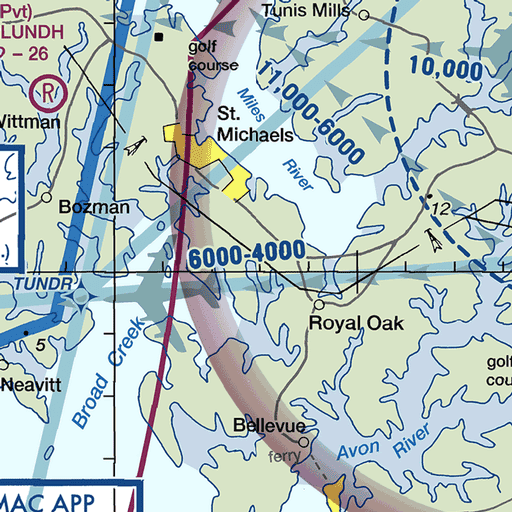 Tunis Mills
(Pvt)
LUNDH
2 - 26
golf
course
10,000
11,000-6000
R
Miles
Wittman
St.
Michaels
River
Bozman
12
6000-4000
TUNDR
Royal Oak
5
Broad Creek
Neavitt
golf
Bellevue
ferry
Avon River
MAC APP